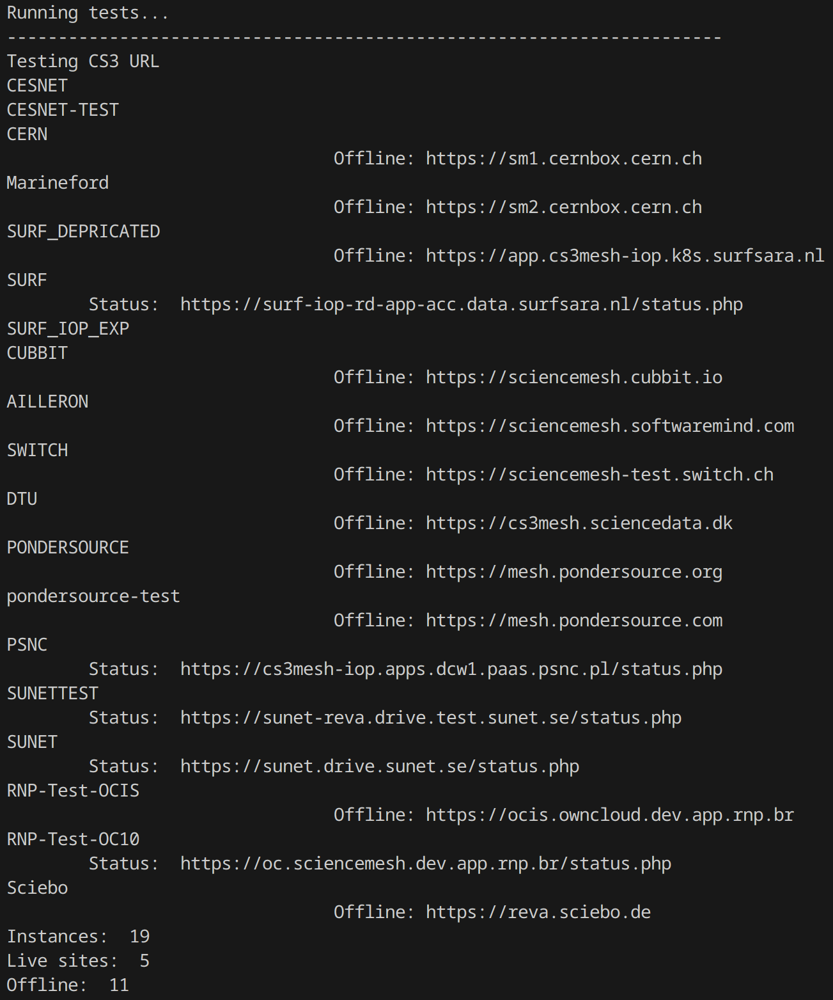 Running tests...
----------------------------------------------------------------------
Testing CS3 URL
CESNET
CESNET-TEST
CERN
Offline: https://sm1.cernbox.cern.ch
Marineford
Offline: https://sm2.cernbox.cern.ch
SURF_DEPRICATED
Offline: https://app.cs3mesh-iop.k8s.surfsara.nl
SURF
Status:  https://surf-iop-rd-app-acc.data.surfsara.nl/status.php
SURF_IOP_EXP
CUBBIT
Offline: https://sciencemesh.cubbit.io
AILLERON
Offline: https://sciencemesh.softwaremind.com
SWITCH
Offline: https://sciencemesh-test.switch.ch
DTU
Offline: https://cs3mesh.sciencedata.dk
PONDERSOURCE
Offline: https://mesh.pondersource.org
pondersource-test
Offline: https://mesh.pondersource.com
PSNC
Status:  https://cs3mesh-iop.apps.dcw1.paas.psnc.pl/status.php
SUNETTEST
Status:  https://sunet-reva.drive.test.sunet.se/status.php
SUNET
Status:  https://sunet.drive.sunet.se/status.php
RNP-Test-OCIS
Offline: https://ocis.owncloud.dev.app.rnp.br
RNP-Test-OC10
Status:  https://oc.sciencemesh.dev.app.rnp.br/status.php
Sciebo
Offline: https://reva.sciebo.de
Instances:  19
Live sites:  5
Offline:  11